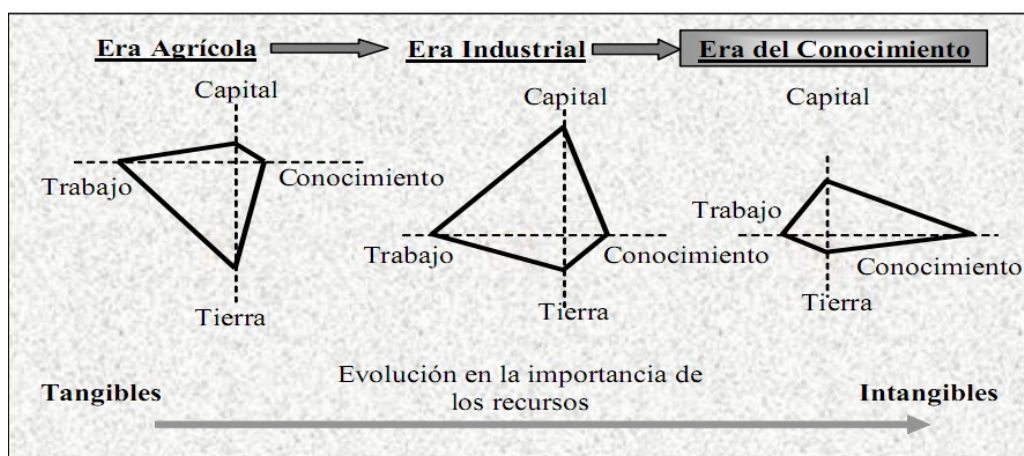 Era Agrícola
Era Industrial
Era del Conocimiento
Capital
Trabajo
Conocimiento
Tierra
Capital
Trabajo
Conocimiento
Tierra
Capital
Trabajo
Conocimiento
Tierra
Tangibles
Evolución en la importancia de
los recursos
Intangibles